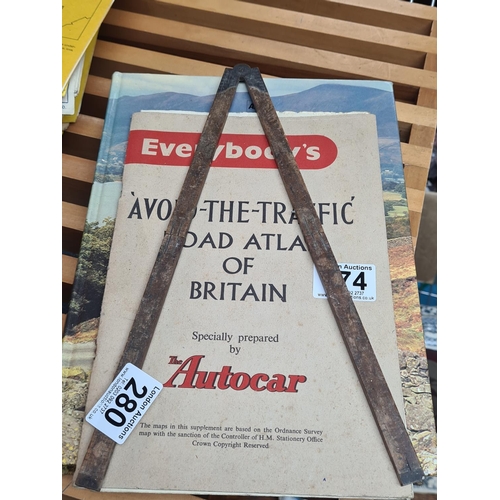 Everybody's
'AVOID-THE-TRAFFIC'
ROAD ATLAS
OF
BRITAIN
Specially prepared
by
The Autocar
The maps in this supplement are based on the Ordnance Survey
map with the sanction of the Controller of H.M. Stationery Office
Crown Copyright Reserved
London Auctions
280
74